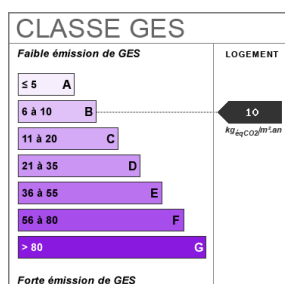 CLASSE GES
Faible émission de GES
LOGEMENT
≤ 5 A
6 à 10 B
10
kgéqCO2/m².an
11 à 20 C
21 à 35 D
36 à 55 E
56 à 80 F
> 80 G
Forte émission de GES